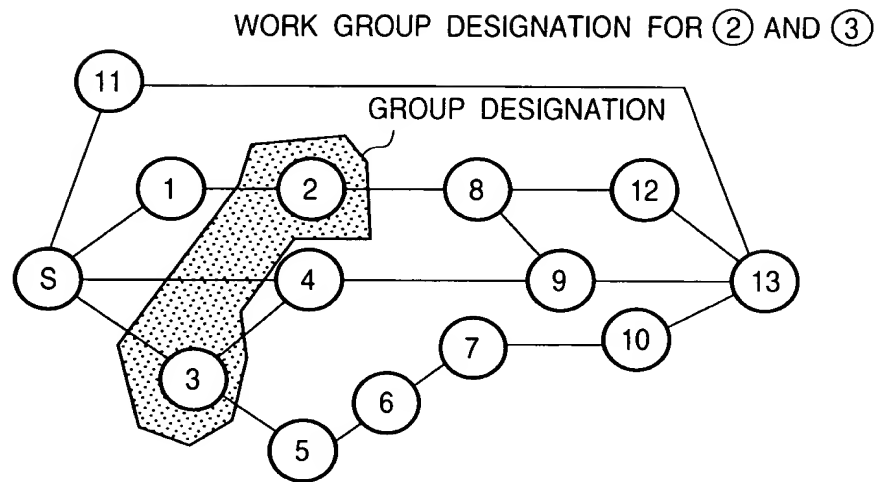 WORK GROUP DESIGNATION FOR ② AND ③
11
GROUP DESIGNATION
1 2 8 12
S 4 9 13
3 7 10
6
5